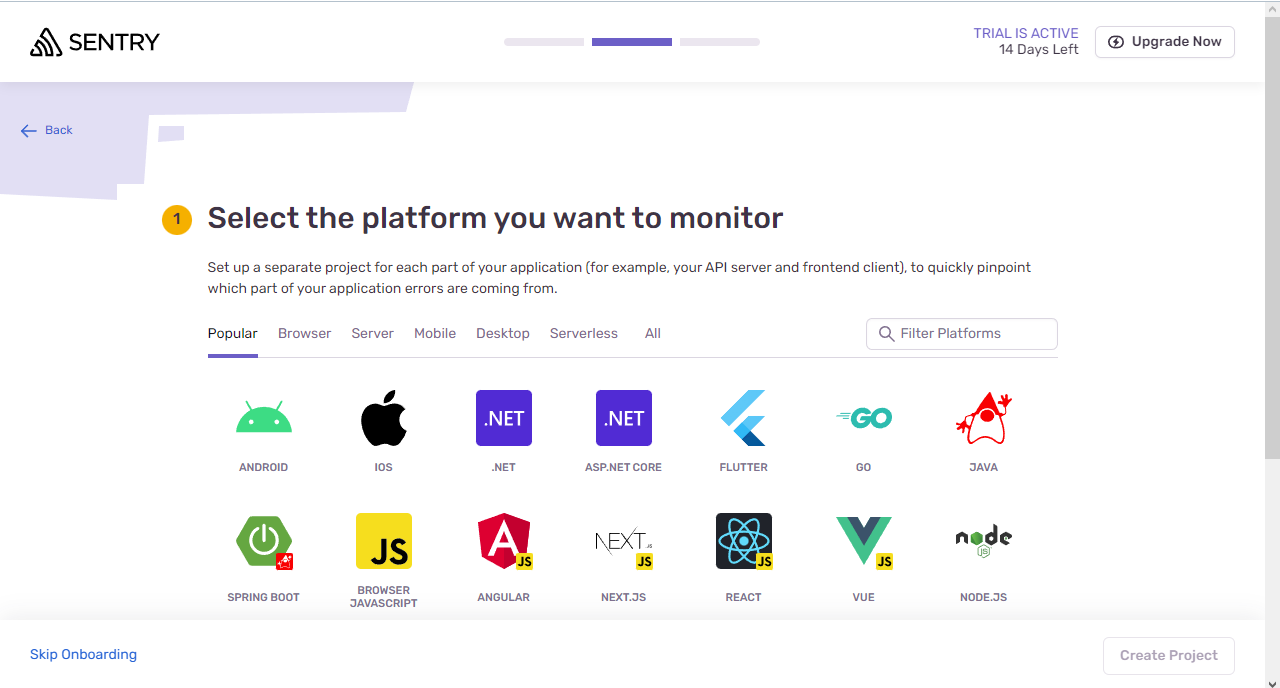 SENTRY
TRIAL IS ACTIVE
14 Days Left
Upgrade Now
Back
1
Select the platform you want to monitor
Set up a separate project for each part of your application (for example, your API server and frontend client), to quickly pinpoint
which part of your application errors are coming from.
Popular Browser Server Mobile Desktop Serverless All
Filter Platforms
.NET .NET GO
ANDROID IOS .NET ASP.NET CORE FLUTTER GO JAVA
JS A JS NEXT.JS JS JS JS node JS
SPRING BOOT BROWSER JAVASCRIPT ANGULAR NEXT.JS REACT VUE NODE.JS
Skip Onboarding
Create Project